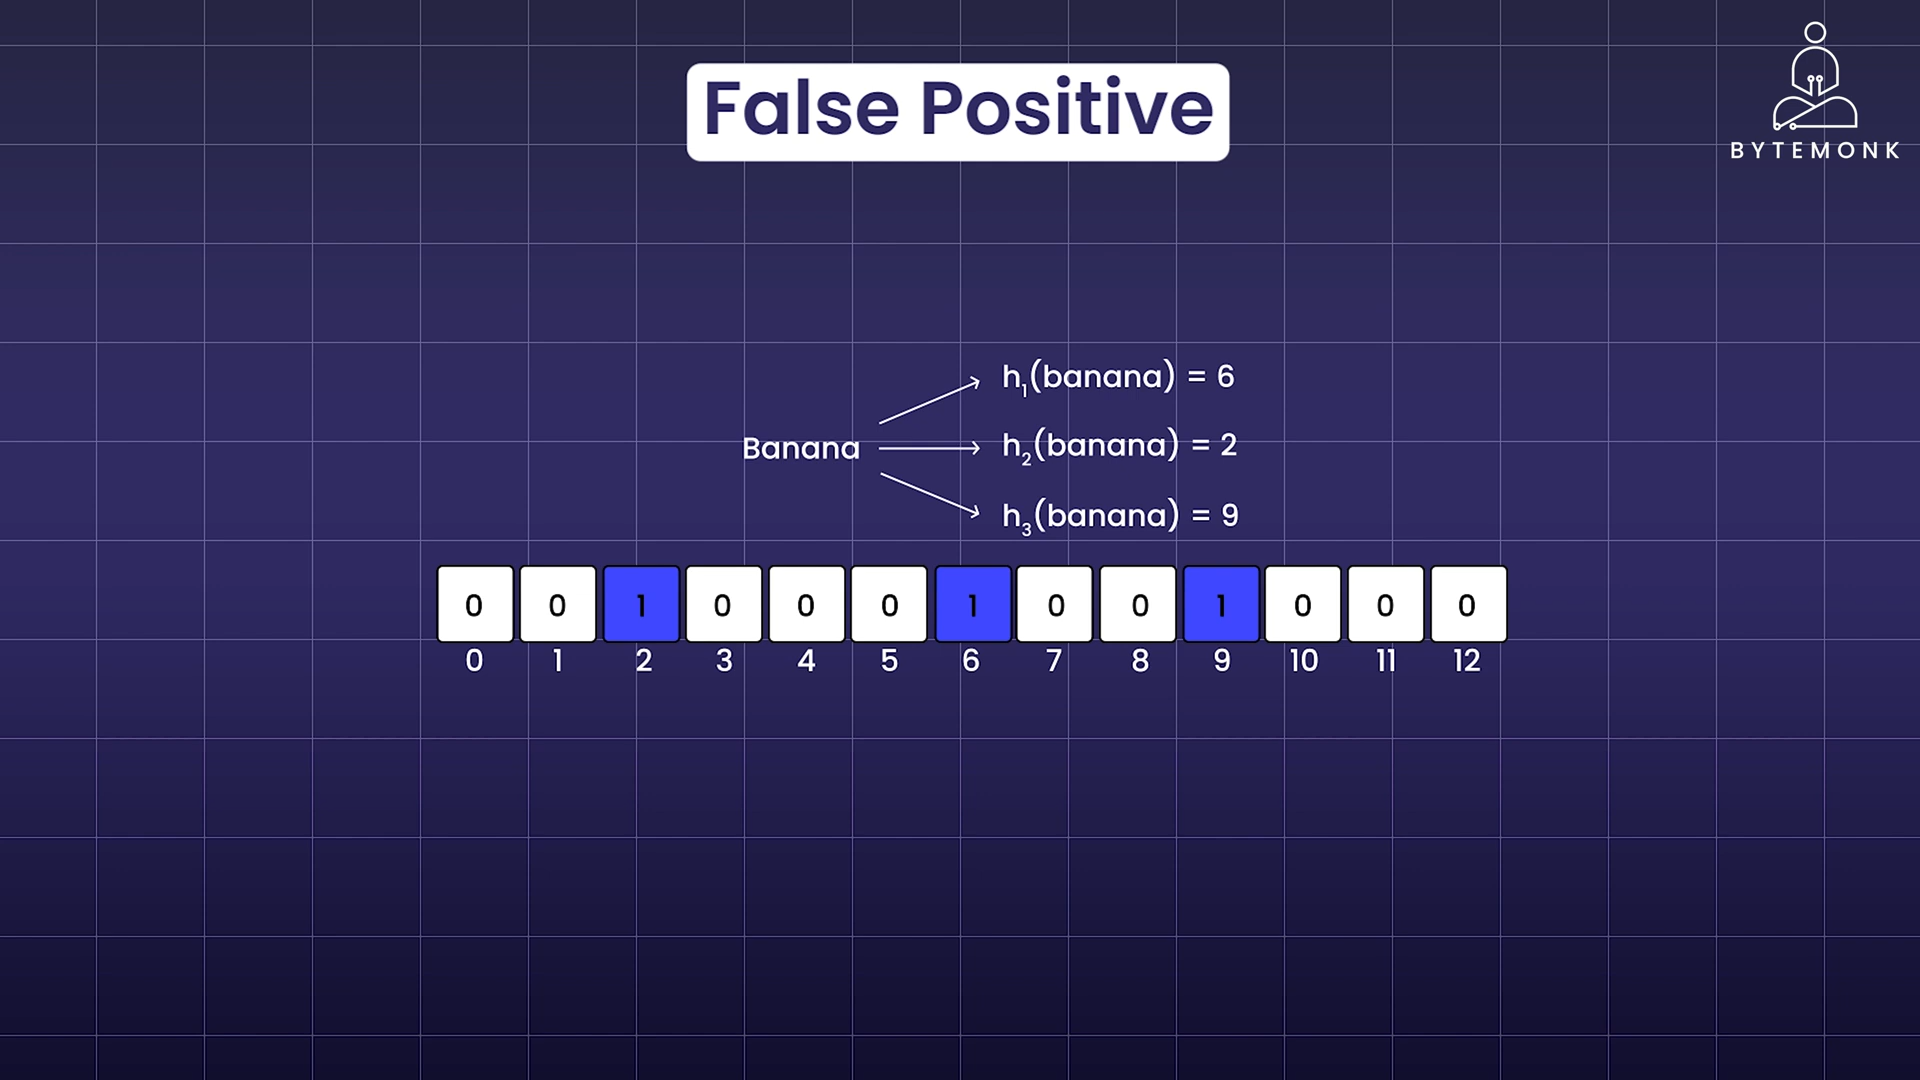 False Positive
BYTEMONK
h₁(banana) = 6
Banana
h₂(banana) = 2
h₃(banana) = 9
0 0 1 0 0 0 1 0 0 1 0 0 0
0 1 2 3 4 5 6 7 8 9 10 11 12